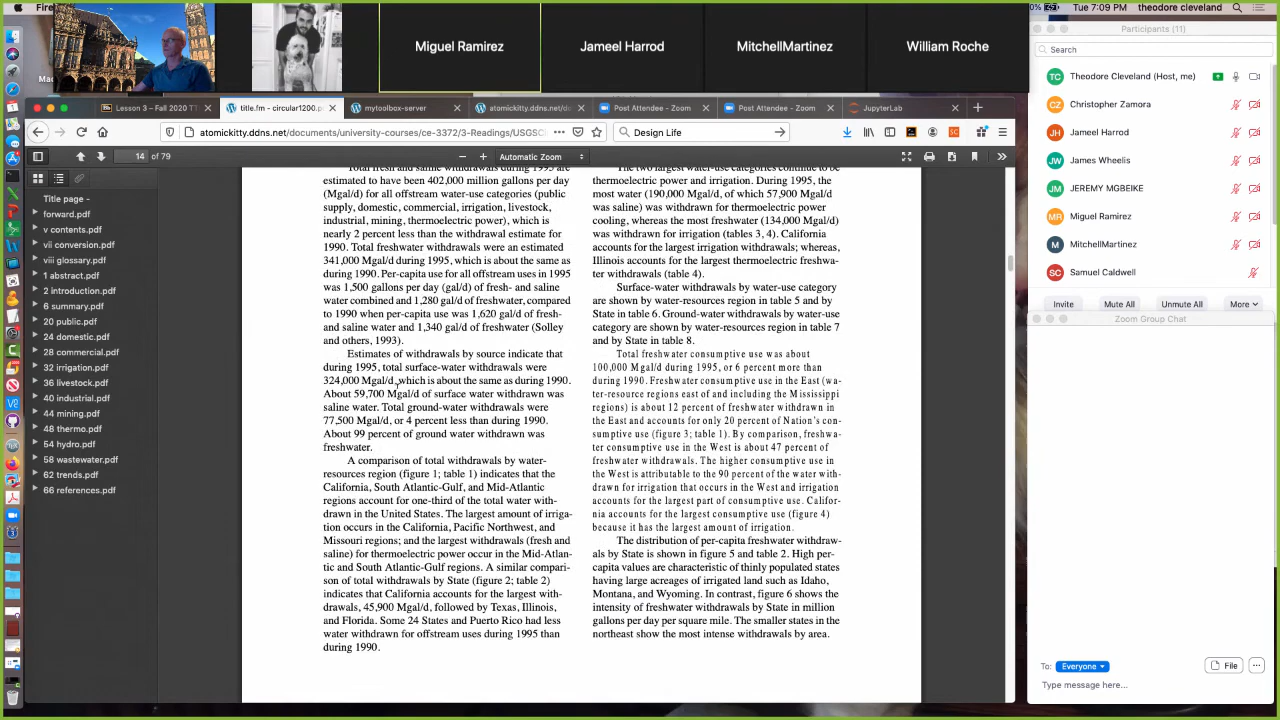 Fire
0%
Tue 7:09 PM
theodore cleveland
Mac
Miguel Ramirez
Jameel Harrod
MitchellMartinez
William Roche
Lesson 3 – Fall 2020 TT
title.fm - circular1200.p
mytoolbox-server
atomickitty.ddns.net/da
Post Attendee - Zoom
Post Attendee - Zoom
JupyterLab
atomickitty.ddns.net/documents/university-courses/ce-3372/3-Readings/USGSC
Design Life
14 of 79
Automatic Zoom
Title page -
forward.pdf
v contents.pdf
vii conversion.pdf
viii glossary.pdf
1 abstract.pdf
2 introduction.pdf
6 summary.pdf
20 public.pdf
24 domestic.pdf
28 commercial.pdf
32 irrigation.pdf
36 livestock.pdf
40 industrial.pdf
44 mining.pdf
48 thermo.pdf
54 hydro.pdf
58 wastewater.pdf
62 trends.pdf
66 references.pdf
Total fresh and saline withdrawals during 1995 are
estimated to have been 402,000 million gallons per day
(Mgal/d) for all offstream water-use categories (public
supply, domestic, commercial, irrigation, livestock,
industrial, mining, thermoelectric power), which is
nearly 2 percent less than the withdrawal estimate for
1990. Total freshwater withdrawals were an estimated
341,000 Mgal/d during 1995, which is about the same as
during 1990. Per-capita use for all offstream uses in 1995
was 1,500 gallons per day (gal/d) of fresh- and saline
water combined and 1,280 gal/d of freshwater, compared
to 1990 when per-capita use was 1,620 gal/d of fresh-
and saline water and 1,340 gal/d of freshwater (Solley
and others, 1993).
Estimates of withdrawals by source indicate that
during 1995, total surface-water withdrawals were
324,000 Mgal/d, which is about the same as during 1990.
About 59,700 Mgal/d of surface water withdrawn was
saline water. Total ground-water withdrawals were
77,500 Mgal/d, or 4 percent less than during 1990.
About 99 percent of ground water withdrawn was
freshwater.
A comparison of total withdrawals by water-
resources region (figure 1; table 1) indicates that the
California, South Atlantic-Gulf, and Mid-Atlantic
regions account for one-third of the total water with-
drawn in the United States. The largest amount of irriga-
tion occurs in the California, Pacific Northwest, and
Missouri regions; and the largest withdrawals (fresh and
saline) for thermoelectric power occur in the Mid-Atlan-
tic and South Atlantic-Gulf regions. A similar compari-
son of total withdrawals by State (figure 2; table 2)
indicates that California accounts for the largest with-
drawals, 45,900 Mgal/d, followed by Texas, Illinois,
and Florida. Some 24 States and Puerto Rico had less
water withdrawn for offstream uses during 1995 than
during 1990.
The two largest water-use categories continue to be
thermoelectric power and irrigation. During 1995, the
most water (190,000 Mgal/d, of which 57,900 Mgal/d
was saline) was withdrawn for thermoelectric power
cooling, whereas the most freshwater (134,000 Mgal/d)
was withdrawn for irrigation (tables 3, 4). California
accounts for the largest irrigation withdrawals; whereas,
Illinois accounts for the largest thermoelectric freshwa-
ter withdrawals (table 4).
Surface-water withdrawals by water-use category
are shown by water-resources region in table 5 and by
State in table 6. Ground-water withdrawals by water-use
category are shown by water-resources region in table 7
and by State in table 8.
Total freshwater consumptive use was about
100,000 Mgal/d during 1995, or 6 percent more than
during 1990. Freshwater consumptive use in the East (wa-
ter-resource regions east of and including the Mississippi
regions) is about 12 percent of freshwater withdrawn in
the East and accounts for only 20 percent of Nation's con-
sumptive use (figure 3; table 1). By comparison, freshwa-
ter consumptive use in the West is about 47 percent of
freshwater withdrawals. The higher consumptive use in
the West is attributable to the 90 percent of the water with-
drawn for irrigation that occurs in the West and irrigation
accounts for the largest part of consumptive use. Califor-
nia accounts for the largest consumptive use (figure 4)
because it has the largest amount of irrigation.
The distribution of per-capita freshwater withdraw-
als by State is shown in figure 5 and table 2. High per-
capita values are characteristic of thinly populated states
having large acreages of irrigated land such as Idaho,
Montana, and Wyoming. In contrast, figure 6 shows the
intensity of freshwater withdrawals by State in million
gallons per day per square mile. The smaller states in the
northeast show the most intense withdrawals by area.
Participants (11)
Search
TC Theodore Cleveland (Host, me)
CZ Christopher Zamora
JH Jameel Harrod
JW James Wheelis
JM JEREMY MGBEIKE
MR Miguel Ramirez
M MitchellMartinez
SC Samuel Caldwell
Invite
Mute All
Unmute All
More
Zoom Group Chat
To: Everyone
File
Type message here...